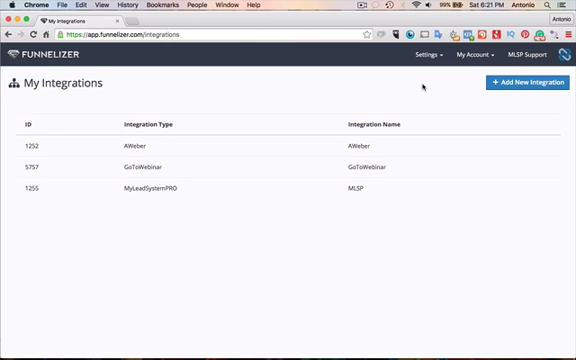 Chrome File Edit View History Bookmarks People Window Help 99% Sat 6:21 PM Antonio
My Integrations Antonio
https://app.funnelizer.com/integrations
FUNNELIZER Settings My Account MLSP Support
My Integrations + Add New Integration
ID Integration Type Integration Name
1252 AWeber AWeber
5757 GoToWebinar GoToWebinar
1255 MyLeadSystemPRO MLSP